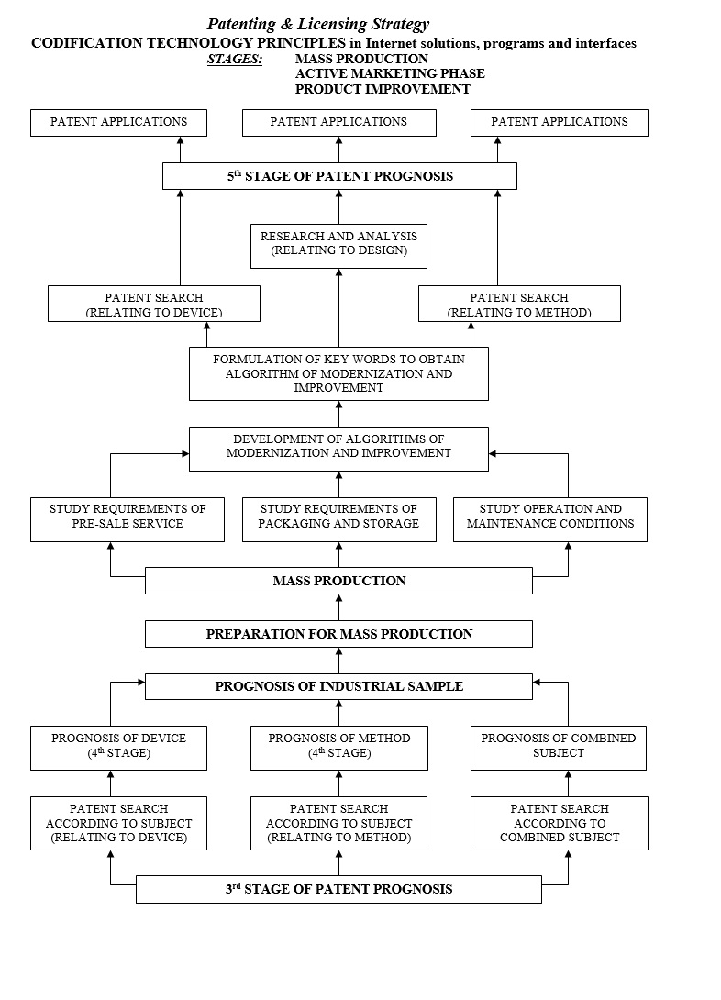 Patenting & Licensing Strategy
CODIFICATION TECHNOLOGY PRINCIPLES in Internet solutions, programs and interfaces
STAGES: MASS PRODUCTION
ACTIVE MARKETING PHASE
PRODUCT IMPROVEMENT
PATENT APPLICATIONS
PATENT APPLICATIONS
PATENT APPLICATIONS
5th STAGE OF PATENT PROGNOSIS
RESEARCH AND ANALYSIS
(RELATING TO DESIGN)
PATENT SEARCH
(RELATING TO DEVICE)
PATENT SEARCH
(RELATING TO METHOD)
FORMULATION OF KEY WORDS TO OBTAIN
ALGORITHM OF MODERNIZATION AND
IMPROVEMENT
DEVELOPMENT OF ALGORITHMS OF
MODERNIZATION AND IMPROVEMENT
STUDY REQUIREMENTS OF
PRE-SALE SERVICE
STUDY REQUIREMENTS OF
PACKAGING AND STORAGE
STUDY OPERATION AND
MAINTENANCE CONDITIONS
MASS PRODUCTION
PREPARATION FOR MASS PRODUCTION
PROGNOSIS OF INDUSTRIAL SAMPLE
PROGNOSIS OF DEVICE
(4th STAGE)
PROGNOSIS OF METHOD
(4th STAGE)
PROGNOSIS OF COMBINED
SUBJECT
PATENT SEARCH
ACCORDING TO SUBJECT
(RELATING TO DEVICE)
PATENT SEARCH
ACCORDING TO SUBJECT
(RELATING TO METHOD)
PATENT SEARCH
ACCORDING TO
COMBINED SUBJECT
3rd STAGE OF PATENT PROGNOSIS